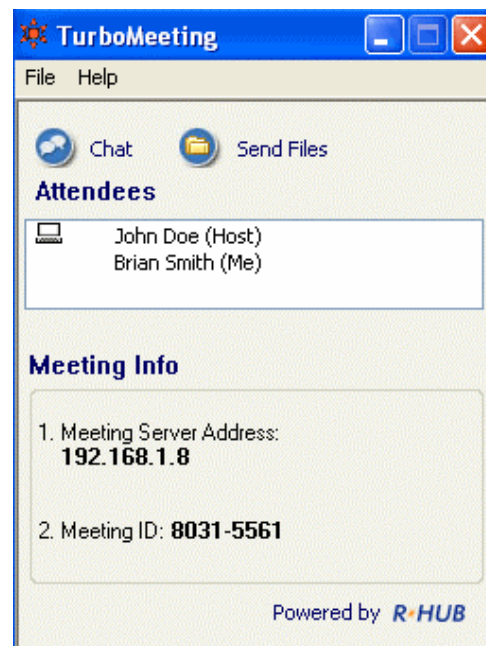 TurboMeeting
File Help
Chat Send Files
Attendees
John Doe (Host)
Brian Smith (Me)
Meeting Info
1. Meeting Server Address:
192.168.1.8
2. Meeting ID: 8031-5561
Powered by R•HUB